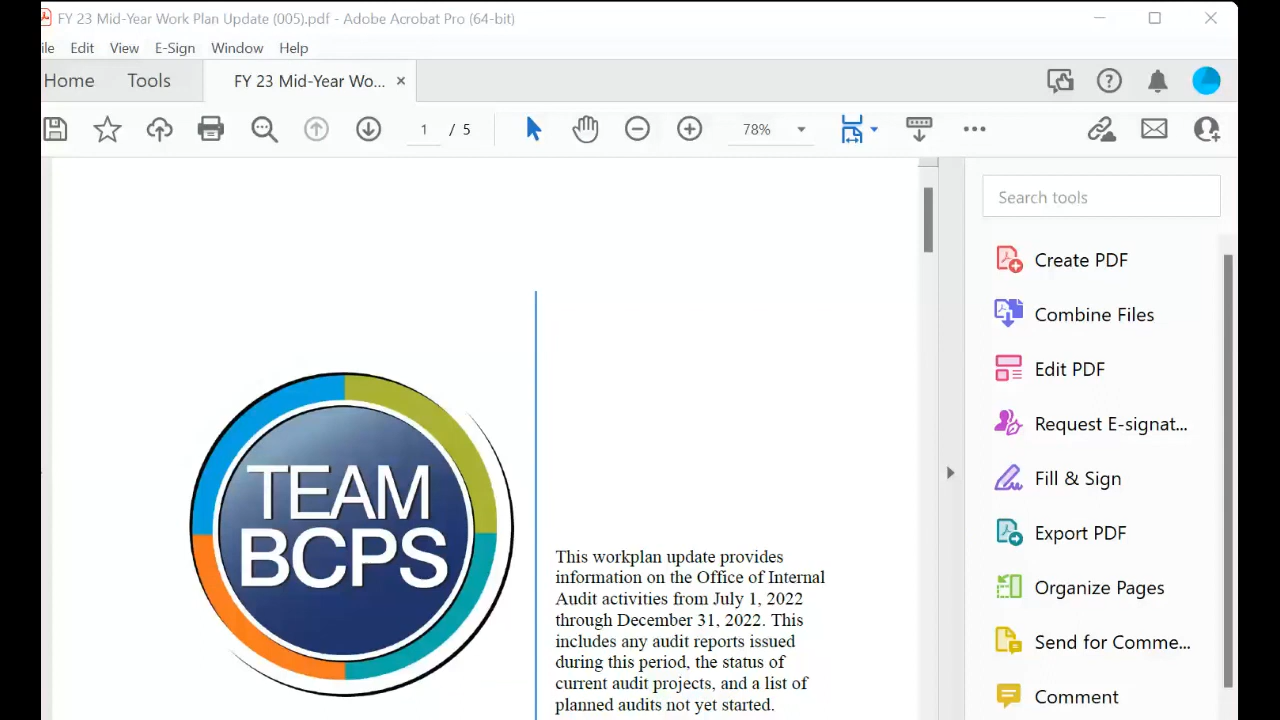 FY 23 Mid-Year Work Plan Update (005).pdf - Adobe Acrobat Pro (64-bit)
ile Edit View E-Sign Window Help
Home Tools FY 23 Mid-Year Wo... ×
1 / 5 78%
Search tools
Create PDF
Combine Files
Edit PDF
Request E-signat...
Fill & Sign
Export PDF
Organize Pages
Send for Comme...
Comment
TEAM
BCPS
This workplan update provides
information on the Office of Internal
Audit activities from July 1, 2022
through December 31, 2022. This
includes any audit reports issued
during this period, the status of
current audit projects, and a list of
planned audits not yet started.